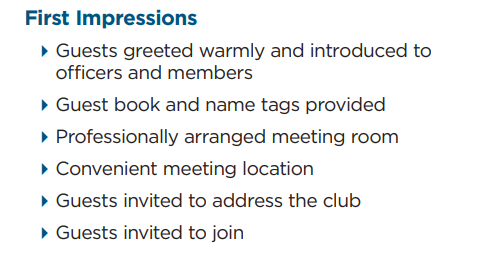 First Impressions
Guests greeted warmly and introduced to
officers and members
Guest book and name tags provided
Professionally arranged meeting room
Convenient meeting location
Guests invited to address the club
Guests invited to join